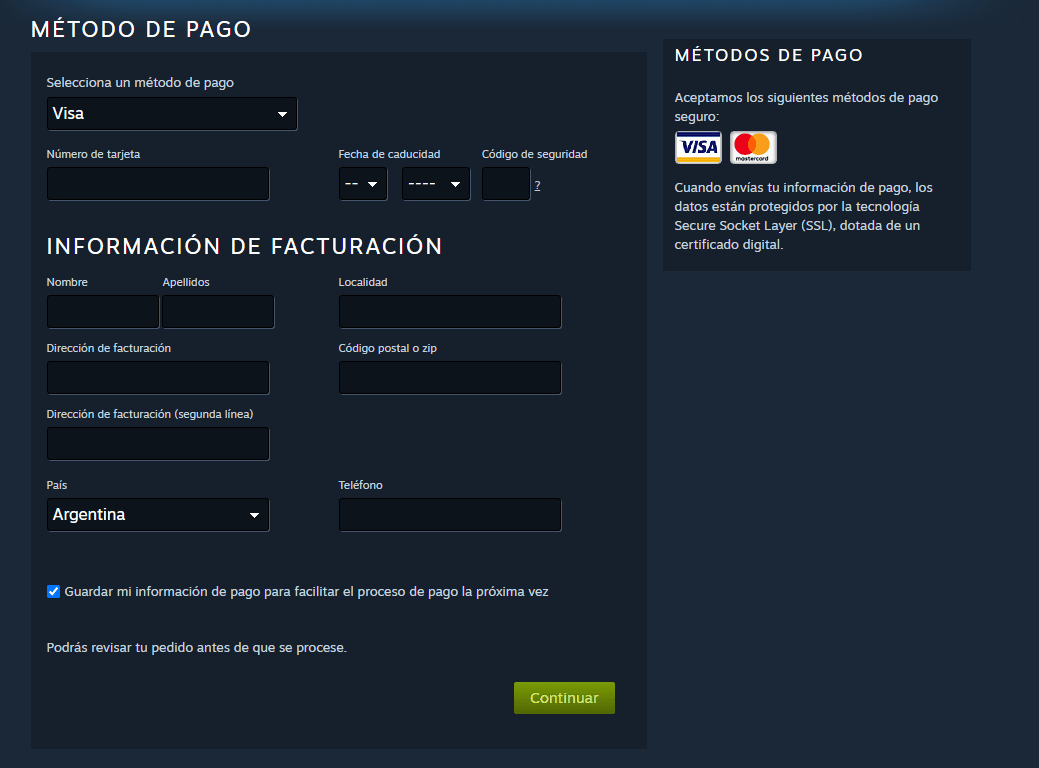 MÉTODO DE PAGO
Selecciona un método de pago
Visa
Número de tarjeta
Fecha de caducidad
Código de seguridad
-- ---- ?
INFORMACIÓN DE FACTURACIÓN
Nombre
Apellidos
Localidad
Dirección de facturación
Código postal o zip
Dirección de facturación (segunda línea)
País
Teléfono
Argentina
Guardar mi información de pago para facilitar el proceso de pago la próxima vez
Podrás revisar tu pedido antes de que se procese.
Continuar
MÉTODOS DE PAGO
Aceptamos los siguientes métodos de pago
seguro:
VISA mastercard
Cuando envías tu información de pago, los
datos están protegidos por la tecnología
Secure Socket Layer (SSL), dotada de un
certificado digital.